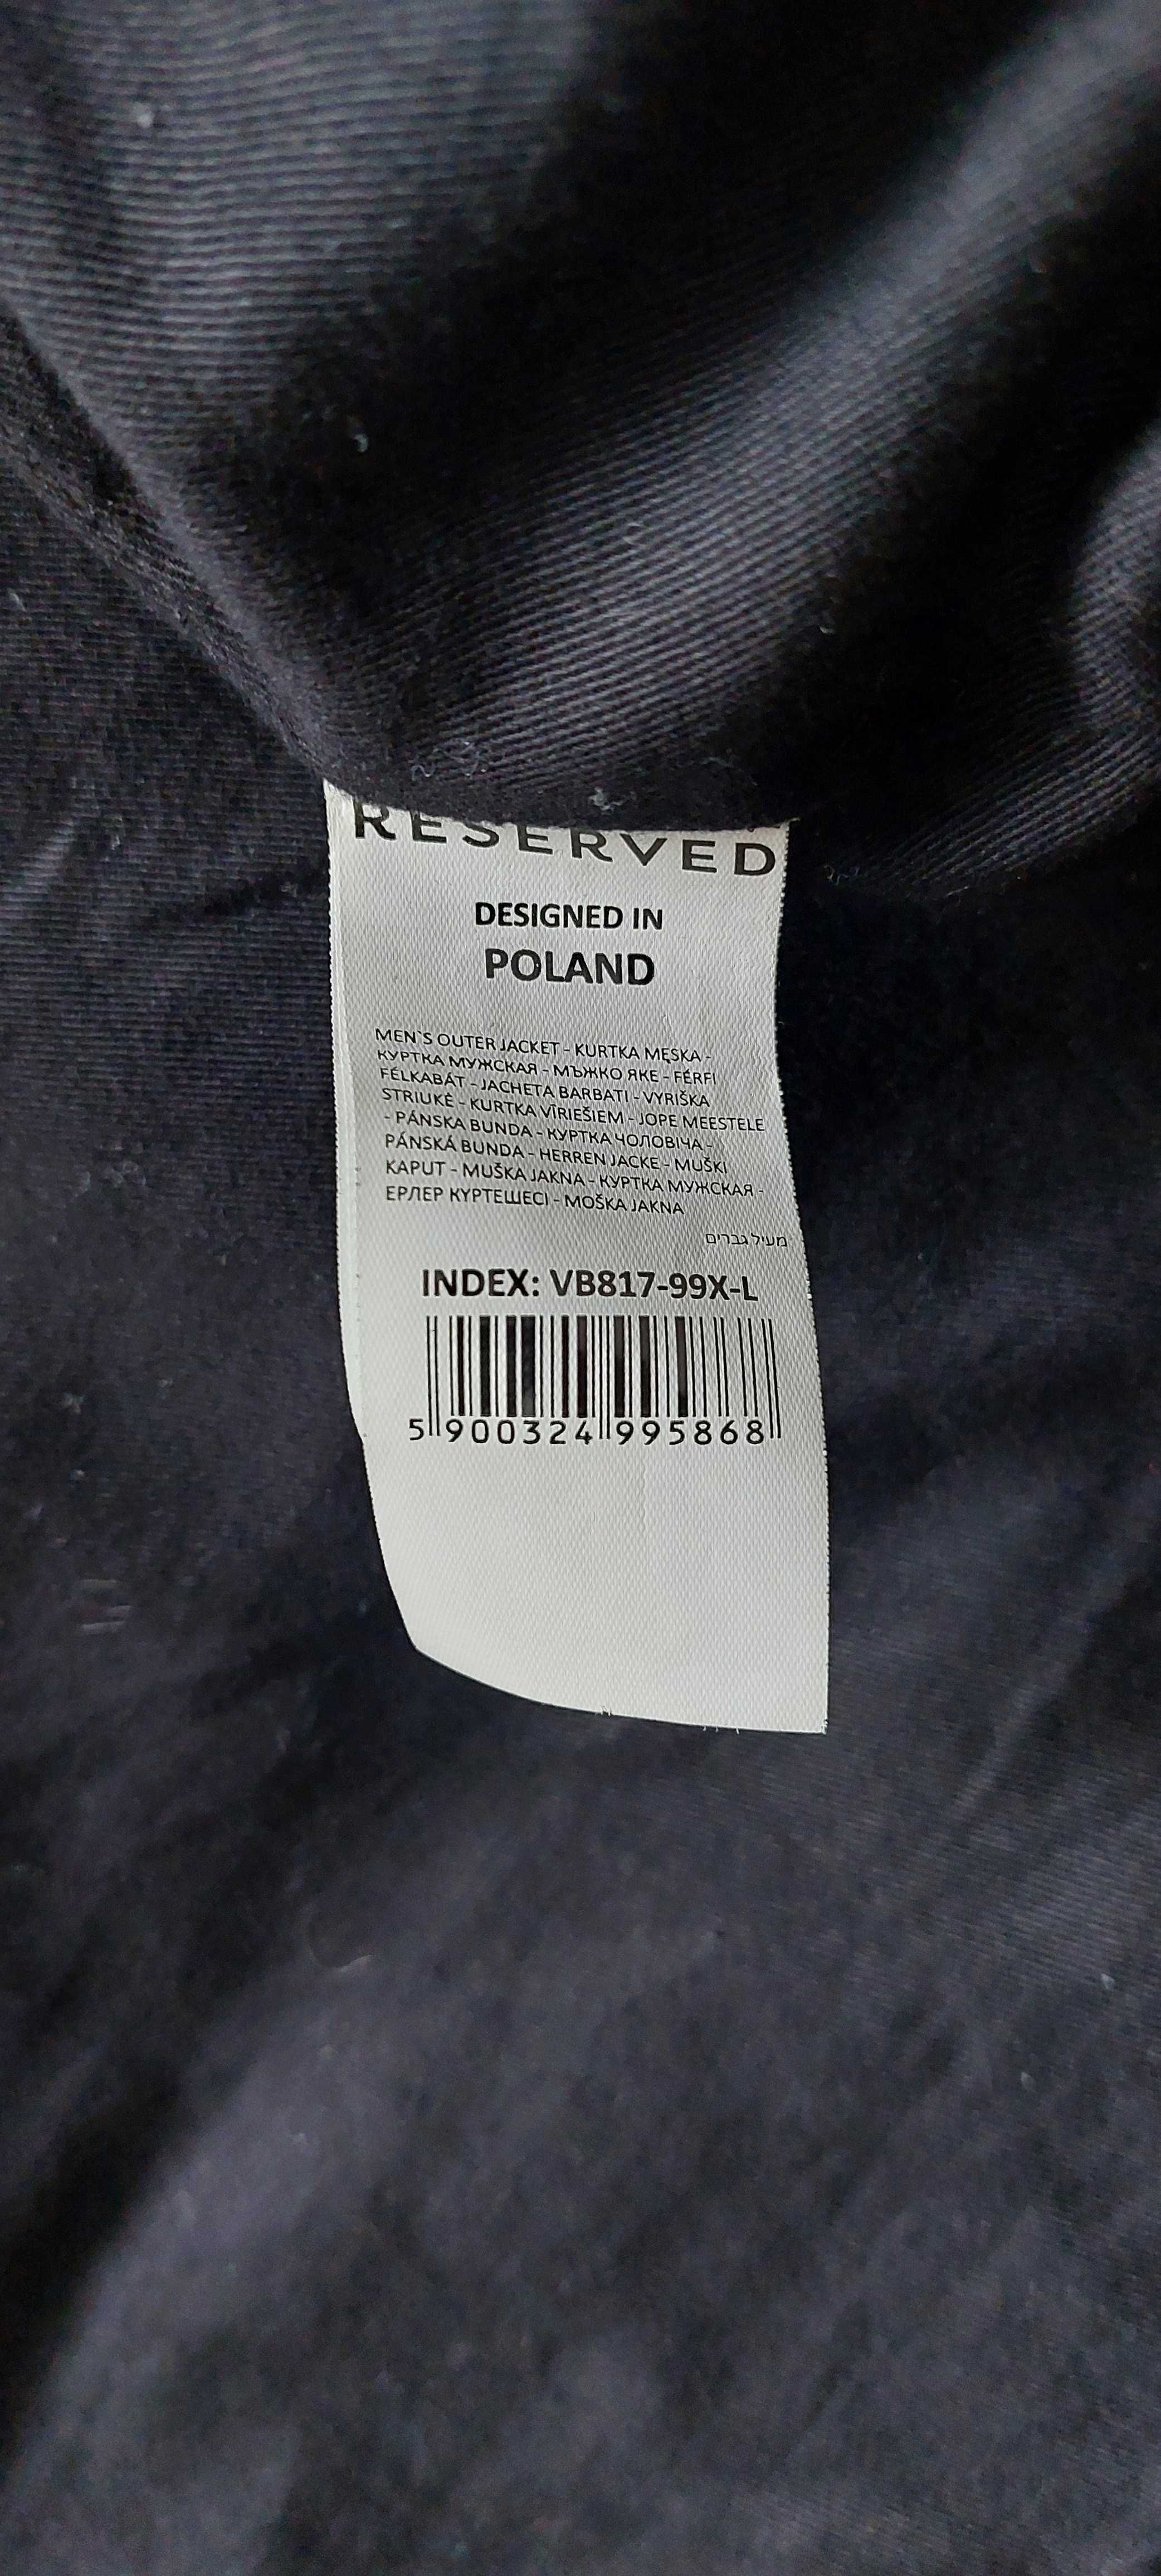 RESERVED
DESIGNED IN
POLAND
MEN`S OUTER JACKET - KURTKA MĘSKA -
КУРТКА МУЖСКАЯ - МЪЖКО ЯКЕ - FÉRFI
FÉLKABÁT - JACHETA BARBATI - VYRIŠKA
STRIUKĖ - KURTKA VĪRIEŠIEM - JOPE MEESTELE
- PÁNSKA BUNDA - КУРТКА ЧОЛОВІЧА -
PÁNSKÁ BUNDA - HERREN JACKE - MUŠKI
KAPUT - MUŠKA JAKNA - КУРТКА МУЖСКАЯ -
ЕРЛЕР КҮРТЕШЕСІ - MOŠKA JAKNA
מעיל גברים
INDEX: VB817-99X-L
5 900324 995868